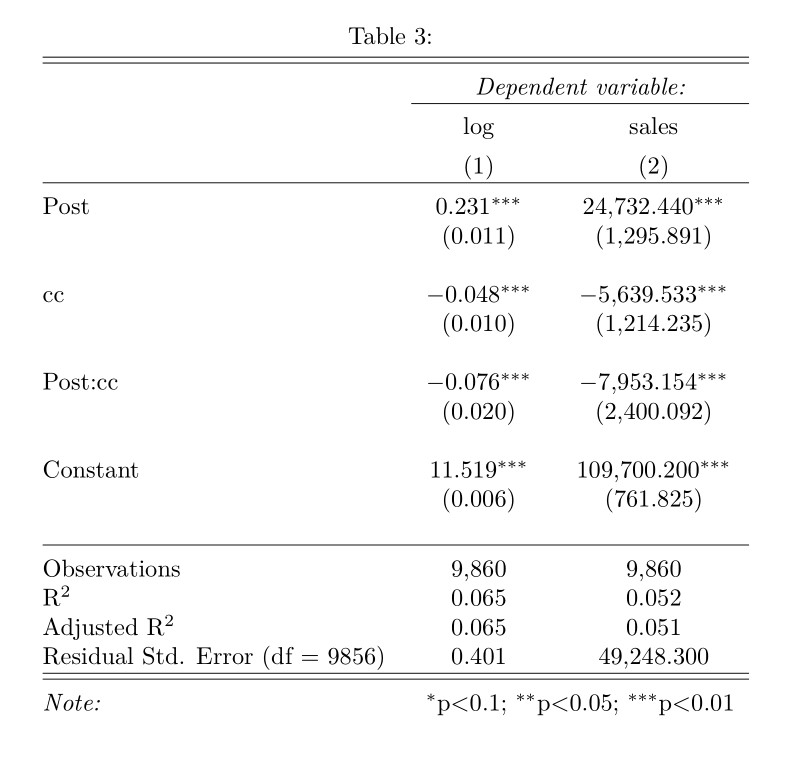 Table 3:
Dependent variable:
log sales
(1) (2)
Post 0.231*** 24,732.440***
(0.011) (1,295.891)
cc −0.048*** −5,639.533***
(0.010) (1,214.235)
Post:cc −0.076*** −7,953.154***
(0.020) (2,400.092)
Constant 11.519*** 109,700.200***
(0.006) (761.825)
Observations 9,860 9,860
R² 0.065 0.052
Adjusted R² 0.065 0.051
Residual Std. Error (df = 9856) 0.401 49,248.300
Note: *p<0.1; **p<0.05; ***p<0.01